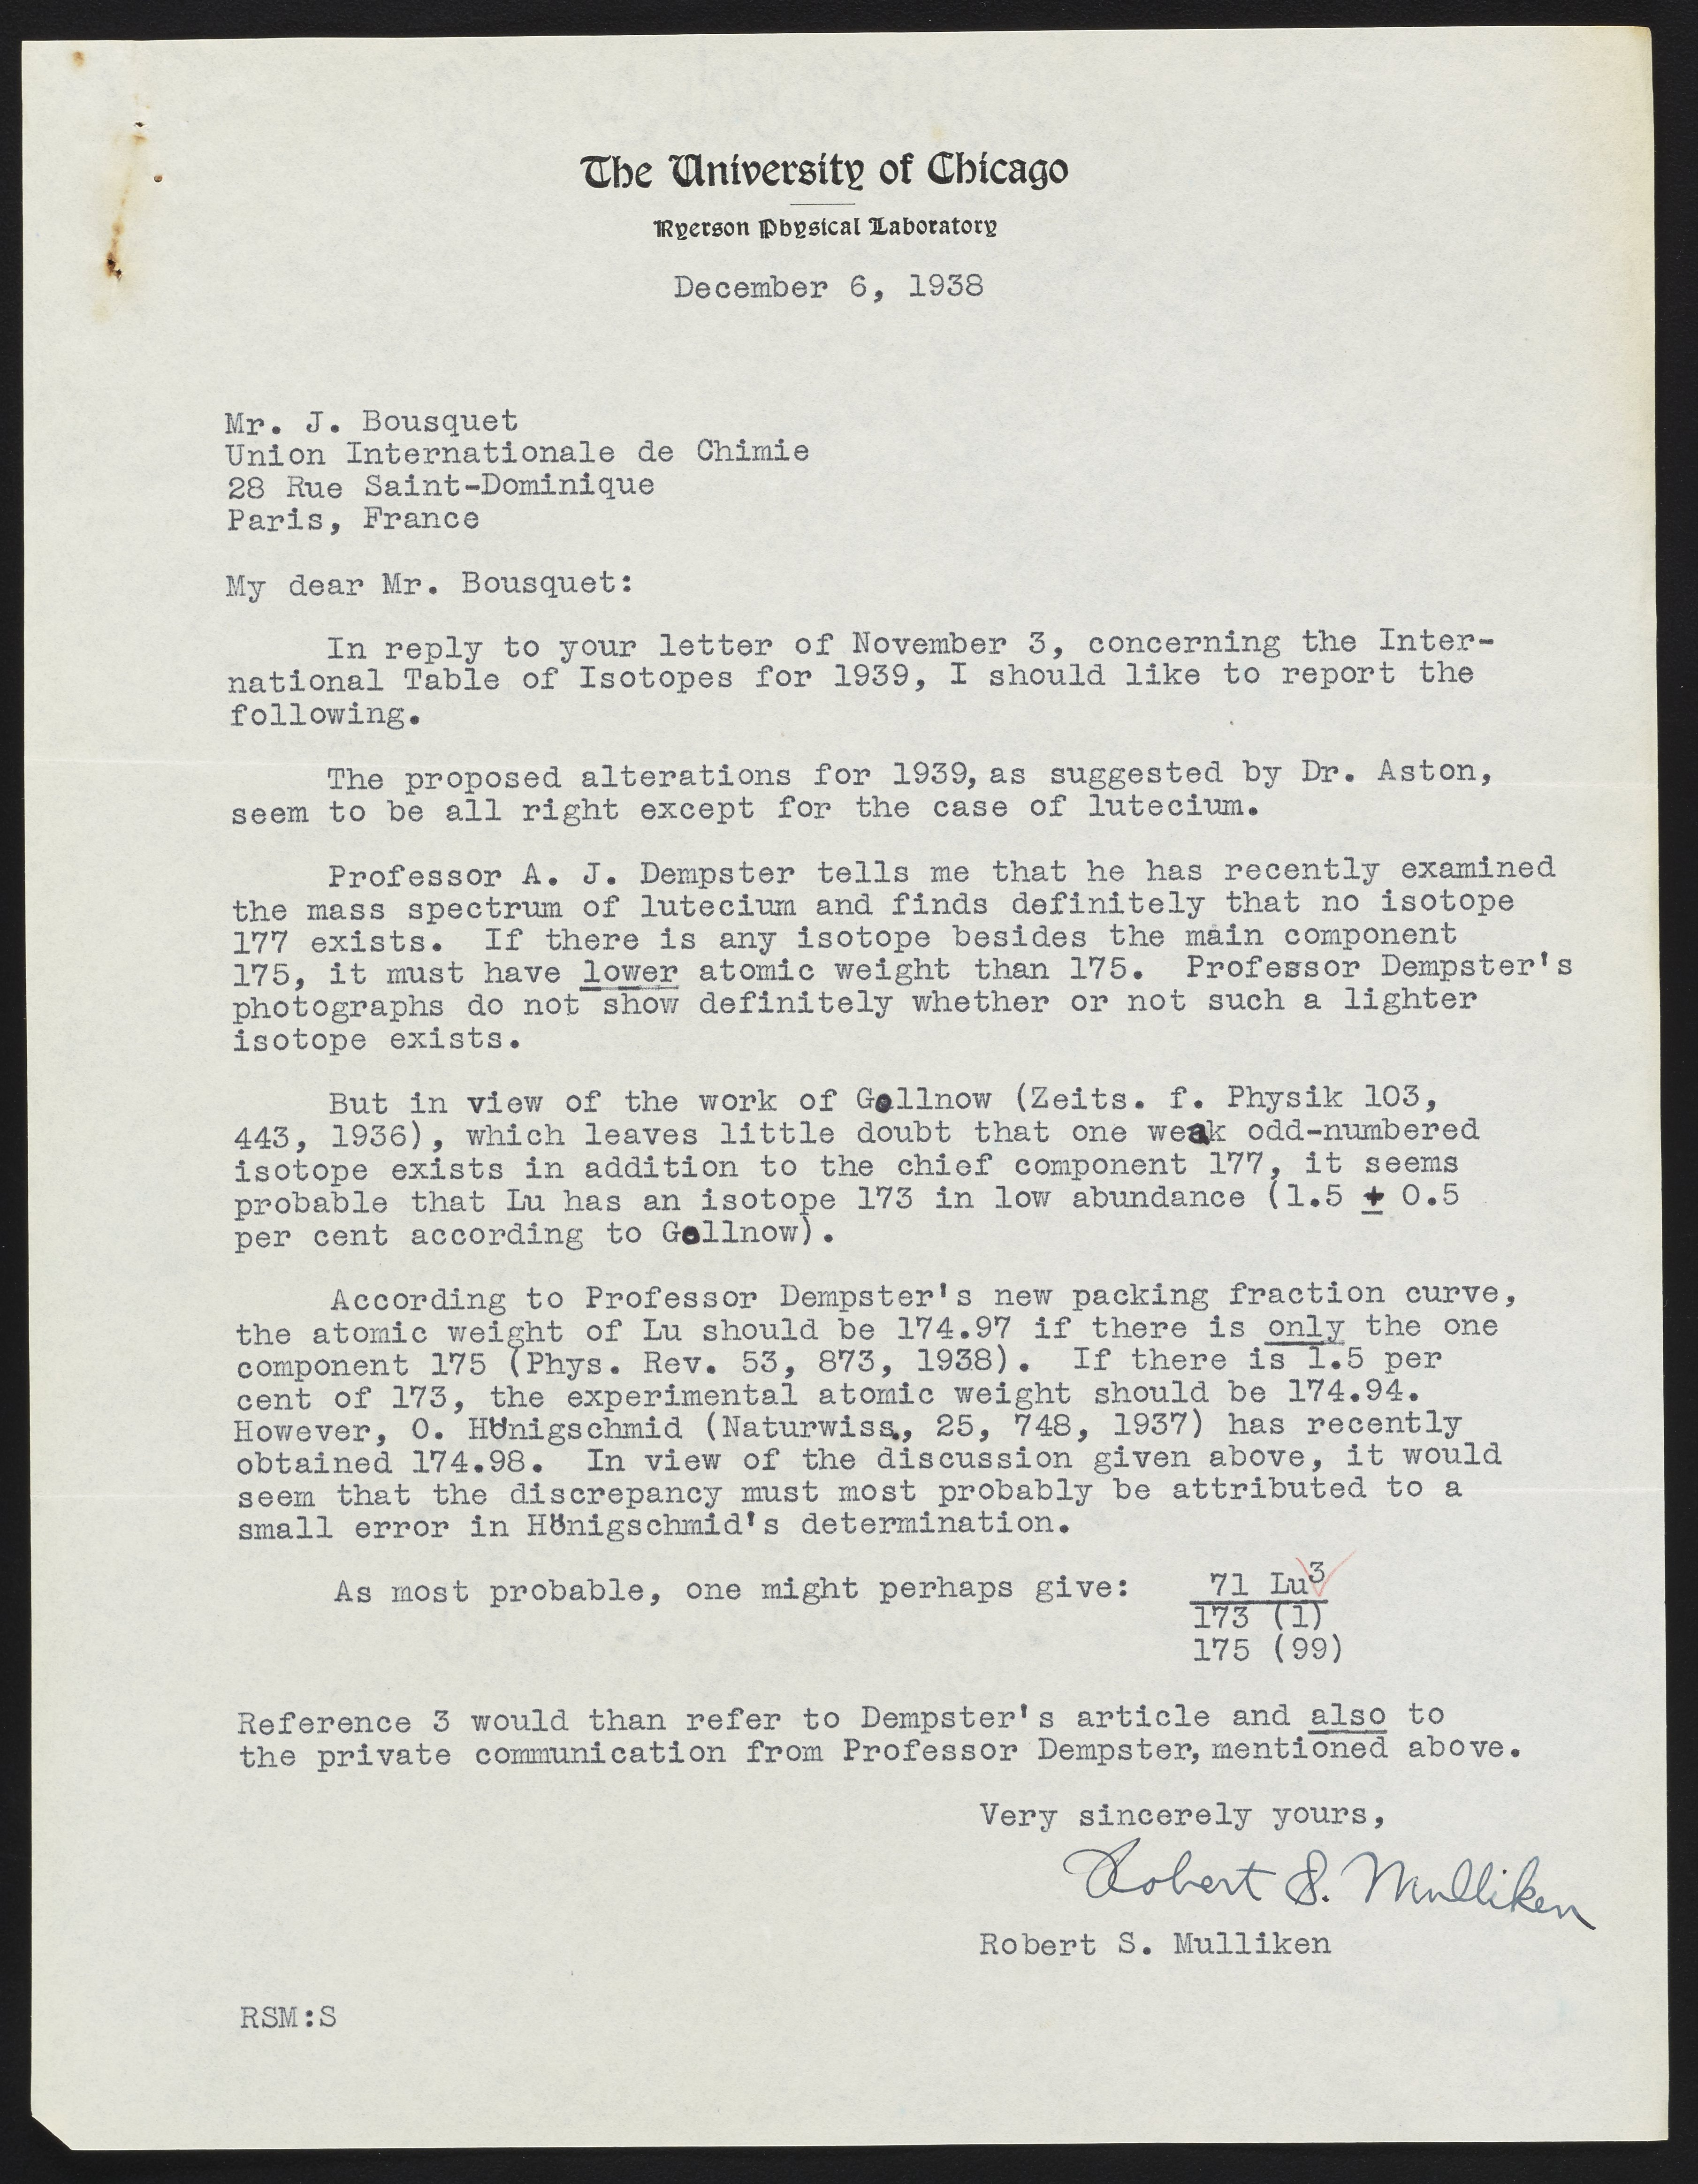 The University of Chicago
Ryerson Physical Laboratory
December 6, 1938
Mr. J. Bousquet
Union Internationale de Chimie
28 Rue Saint-Dominique
Paris, France
My dear Mr. Bousquet:
In reply to your letter of November 3, concerning the Inter-
national Table of Isotopes for 1939, I should like to report the
following.
The proposed alterations for 1939, as suggested by Dr. Aston,
seem to be all right except for the case of lutecium.
Professor A. J. Dempster tells me that he has recently examined
the mass spectrum of lutecium and finds definitely that no isotope
177 exists. If there is any isotope besides the main component
175, it must have lower atomic weight than 175. Professor Dempster's
photographs do not show definitely whether or not such a lighter
isotope exists.
But in view of the work of Gollnow (Zeits. f. Physik 103,
443, 1936), which leaves little doubt that one weak odd-numbered
isotope exists in addition to the chief component 177, it seems
probable that Lu has an isotope 173 in low abundance (1.5 ± 0.5
per cent according to Gollnow).
According to Professor Dempster's new packing fraction curve,
the atomic weight of Lu should be 174.97 if there is only the one
component 175 (Phys. Rev. 53, 873, 1938). If there is 1.5 per
cent of 173, the experimental atomic weight should be 174.94.
However, O. Hönigschmid (Naturwiss., 25, 748, 1937) has recently
obtained 174.98. In view of the discussion given above, it would
seem that the discrepancy must most probably be attributed to a
small error in Hönigschmid's determination.
As most probable, one might perhaps give: 71 Lu³
173 (1)
175 (99)
Reference 3 would than refer to Dempster's article and also to
the private communication from Professor Dempster, mentioned above.
Very sincerely yours,
Robert S. Mulliken
Robert S. Mulliken
RSM:S